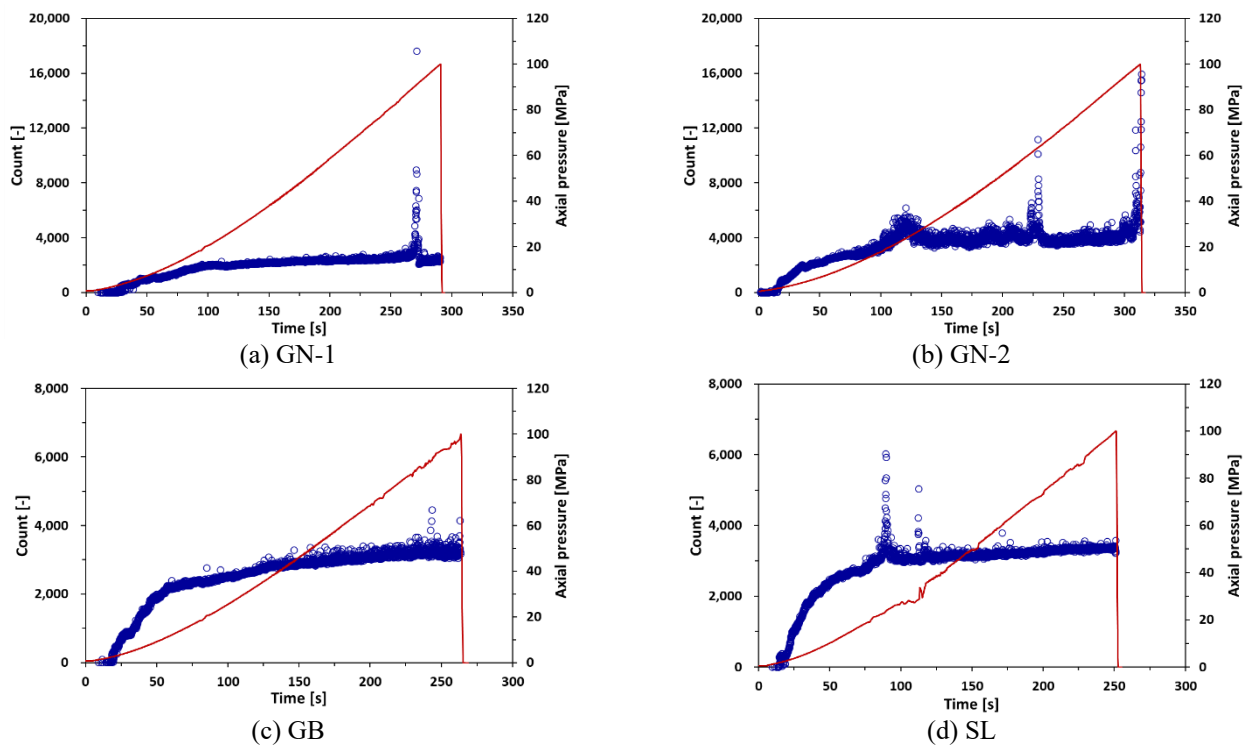 20,000
16,000
12,000
8,000
4,000
0
Count [-]
120
100
80
60
40
20
0
Axial pressure [MPa]
0 50 100 150 200 250 300 350
Time [s]
(a) GN-1
20,000
16,000
12,000
8,000
4,000
0
Count [-]
120
100
80
60
40
20
0
Axial pressure [MPa]
0 50 100 150 200 250 300 350
Time [s]
(b) GN-2
8,000
6,000
4,000
2,000
0
Count [-]
120
100
80
60
40
20
0
Axial pressure [MPa]
0 50 100 150 200 250 300
Time [s]
(c) GB
8,000
6,000
4,000
2,000
0
Count [-]
120
100
80
60
40
20
0
Axial pressure [MPa]
0 50 100 150 200 250 300
Time [s]
(d) SL